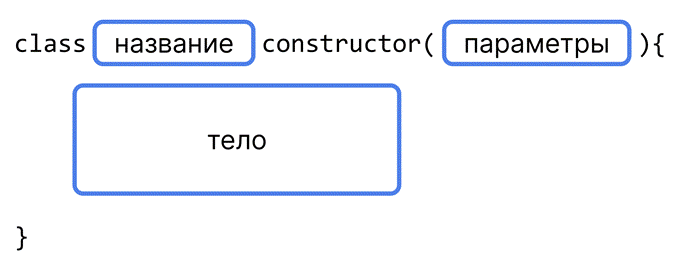 class название constructor( параметры ){
тело
}